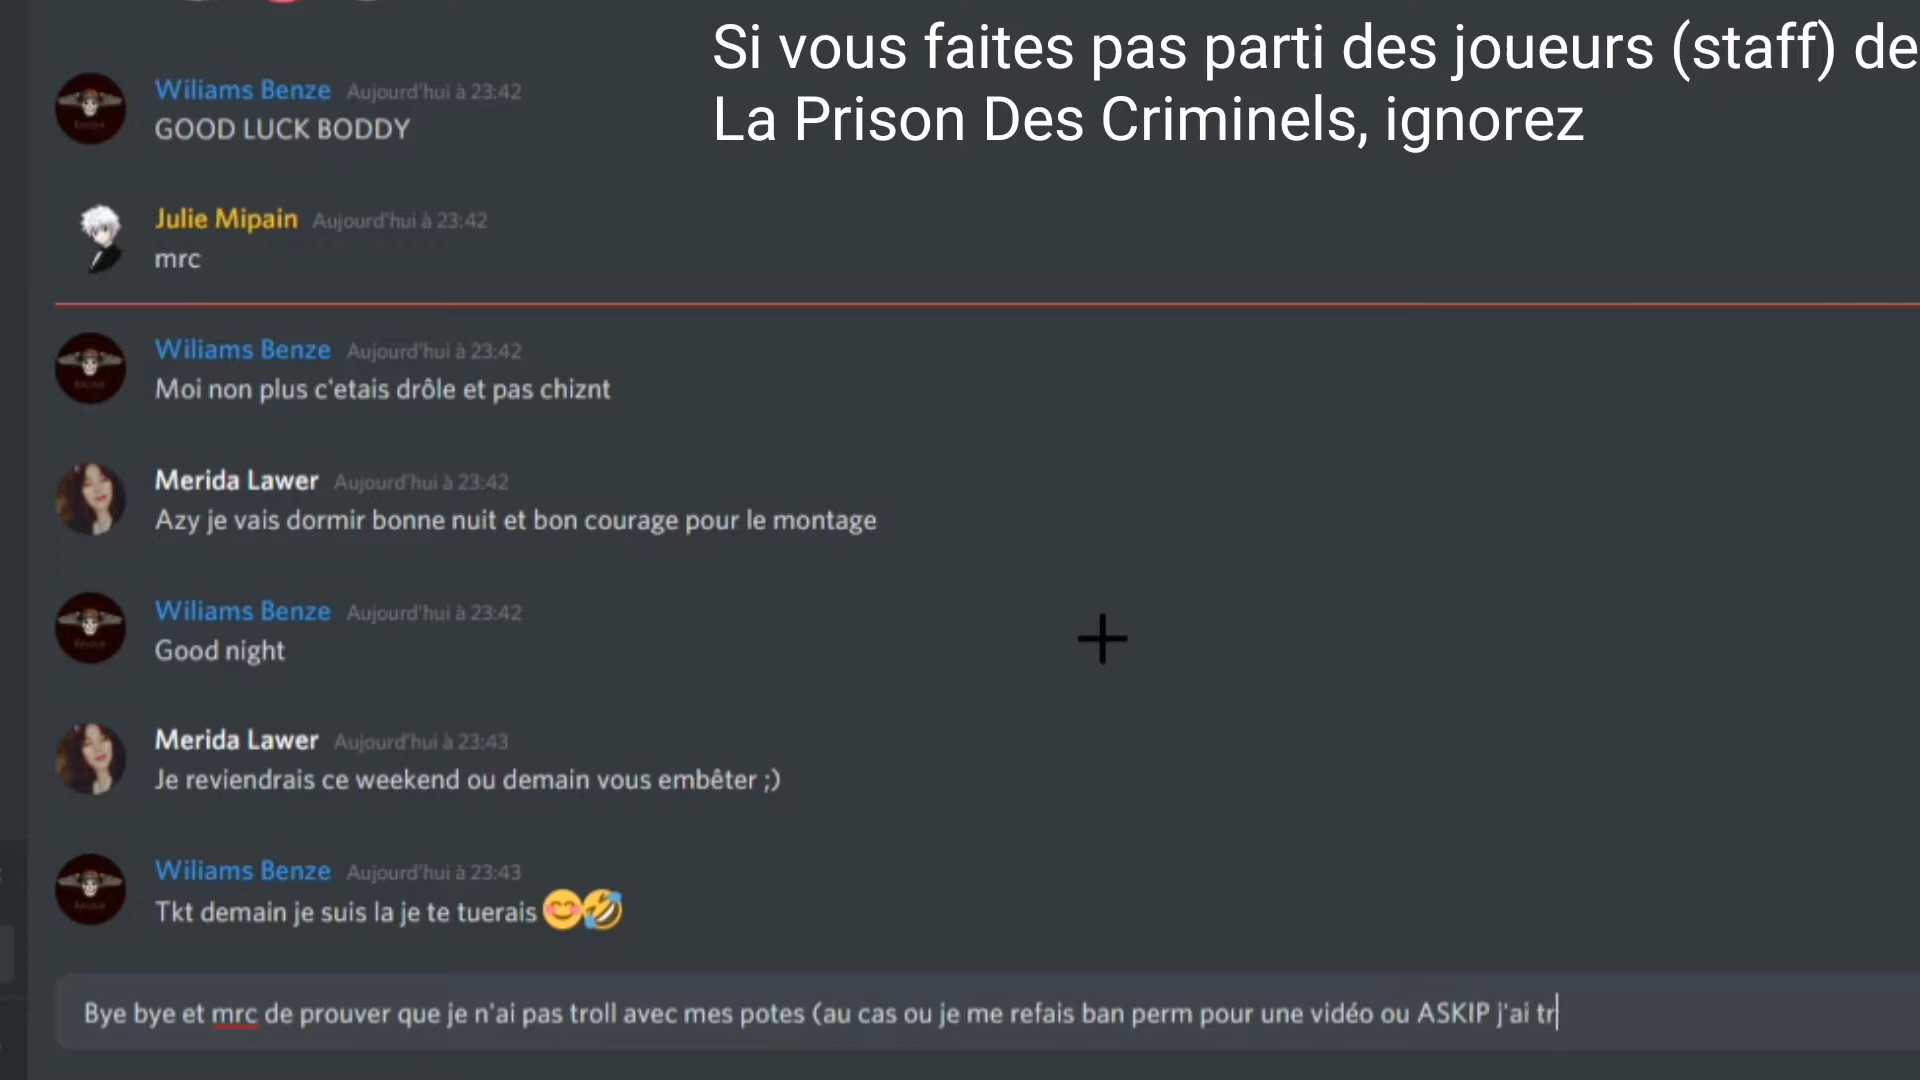 Si vous faites pas parti des joueurs (staff) de
La Prison Des Criminels, ignorez
Wiliams Benze Aujourd'hui à 23:42
GOOD LUCK BODDY
Julie Mipain Aujourd'hui à 23:42
mrc
Wiliams Benze Aujourd'hui à 23:42
Moi non plus c'etais drôle et pas chiznt
Merida Lawer Aujourd'hui à 23:42
Azy je vais dormir bonne nuit et bon courage pour le montage
Wiliams Benze Aujourd'hui à 23:42
Good night
Merida Lawer Aujourd'hui à 23:43
Je reviendrais ce weekend ou demain vous embêter ;)
Wiliams Benze Aujourd'hui à 23:43
Tkt demain je suis la je te tuerais 😊🤣
Bye bye et mrc de prouver que je n'ai pas troll avec mes potes (au cas ou je me refais ban perm pour une vidéo ou ASKIP j'ai tr